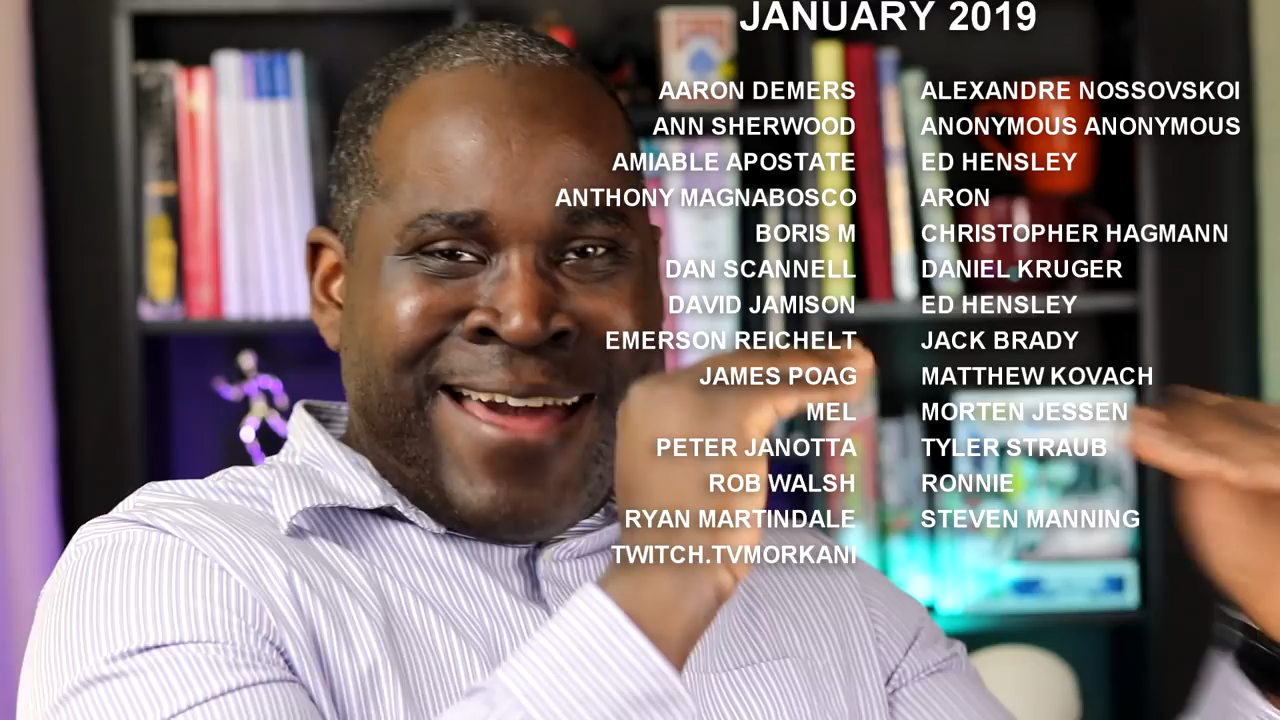 JANUARY 2019
AARON DEMERS
ANN SHERWOOD
AMIABLE APOSTATE
ANTHONY MAGNABOSCO
BORIS M
DAN SCANNELL
DAVID JAMISON
EMERSON REICHELT
JAMES POAG
MEL
PETER JANOTTA
ROB WALSH
RYAN MARTINDALE
TWITCH.TVMORKANI
ALEXANDRE NOSSOVSKOI
ANONYMOUS ANONYMOUS
ED HENSLEY
ARON
CHRISTOPHER HAGMANN
DANIEL KRUGER
ED HENSLEY
JACK BRADY
MATTHEW KOVACH
MORTEN JESSEN
TYLER STRAUB
RONNIE
STEVEN MANNING